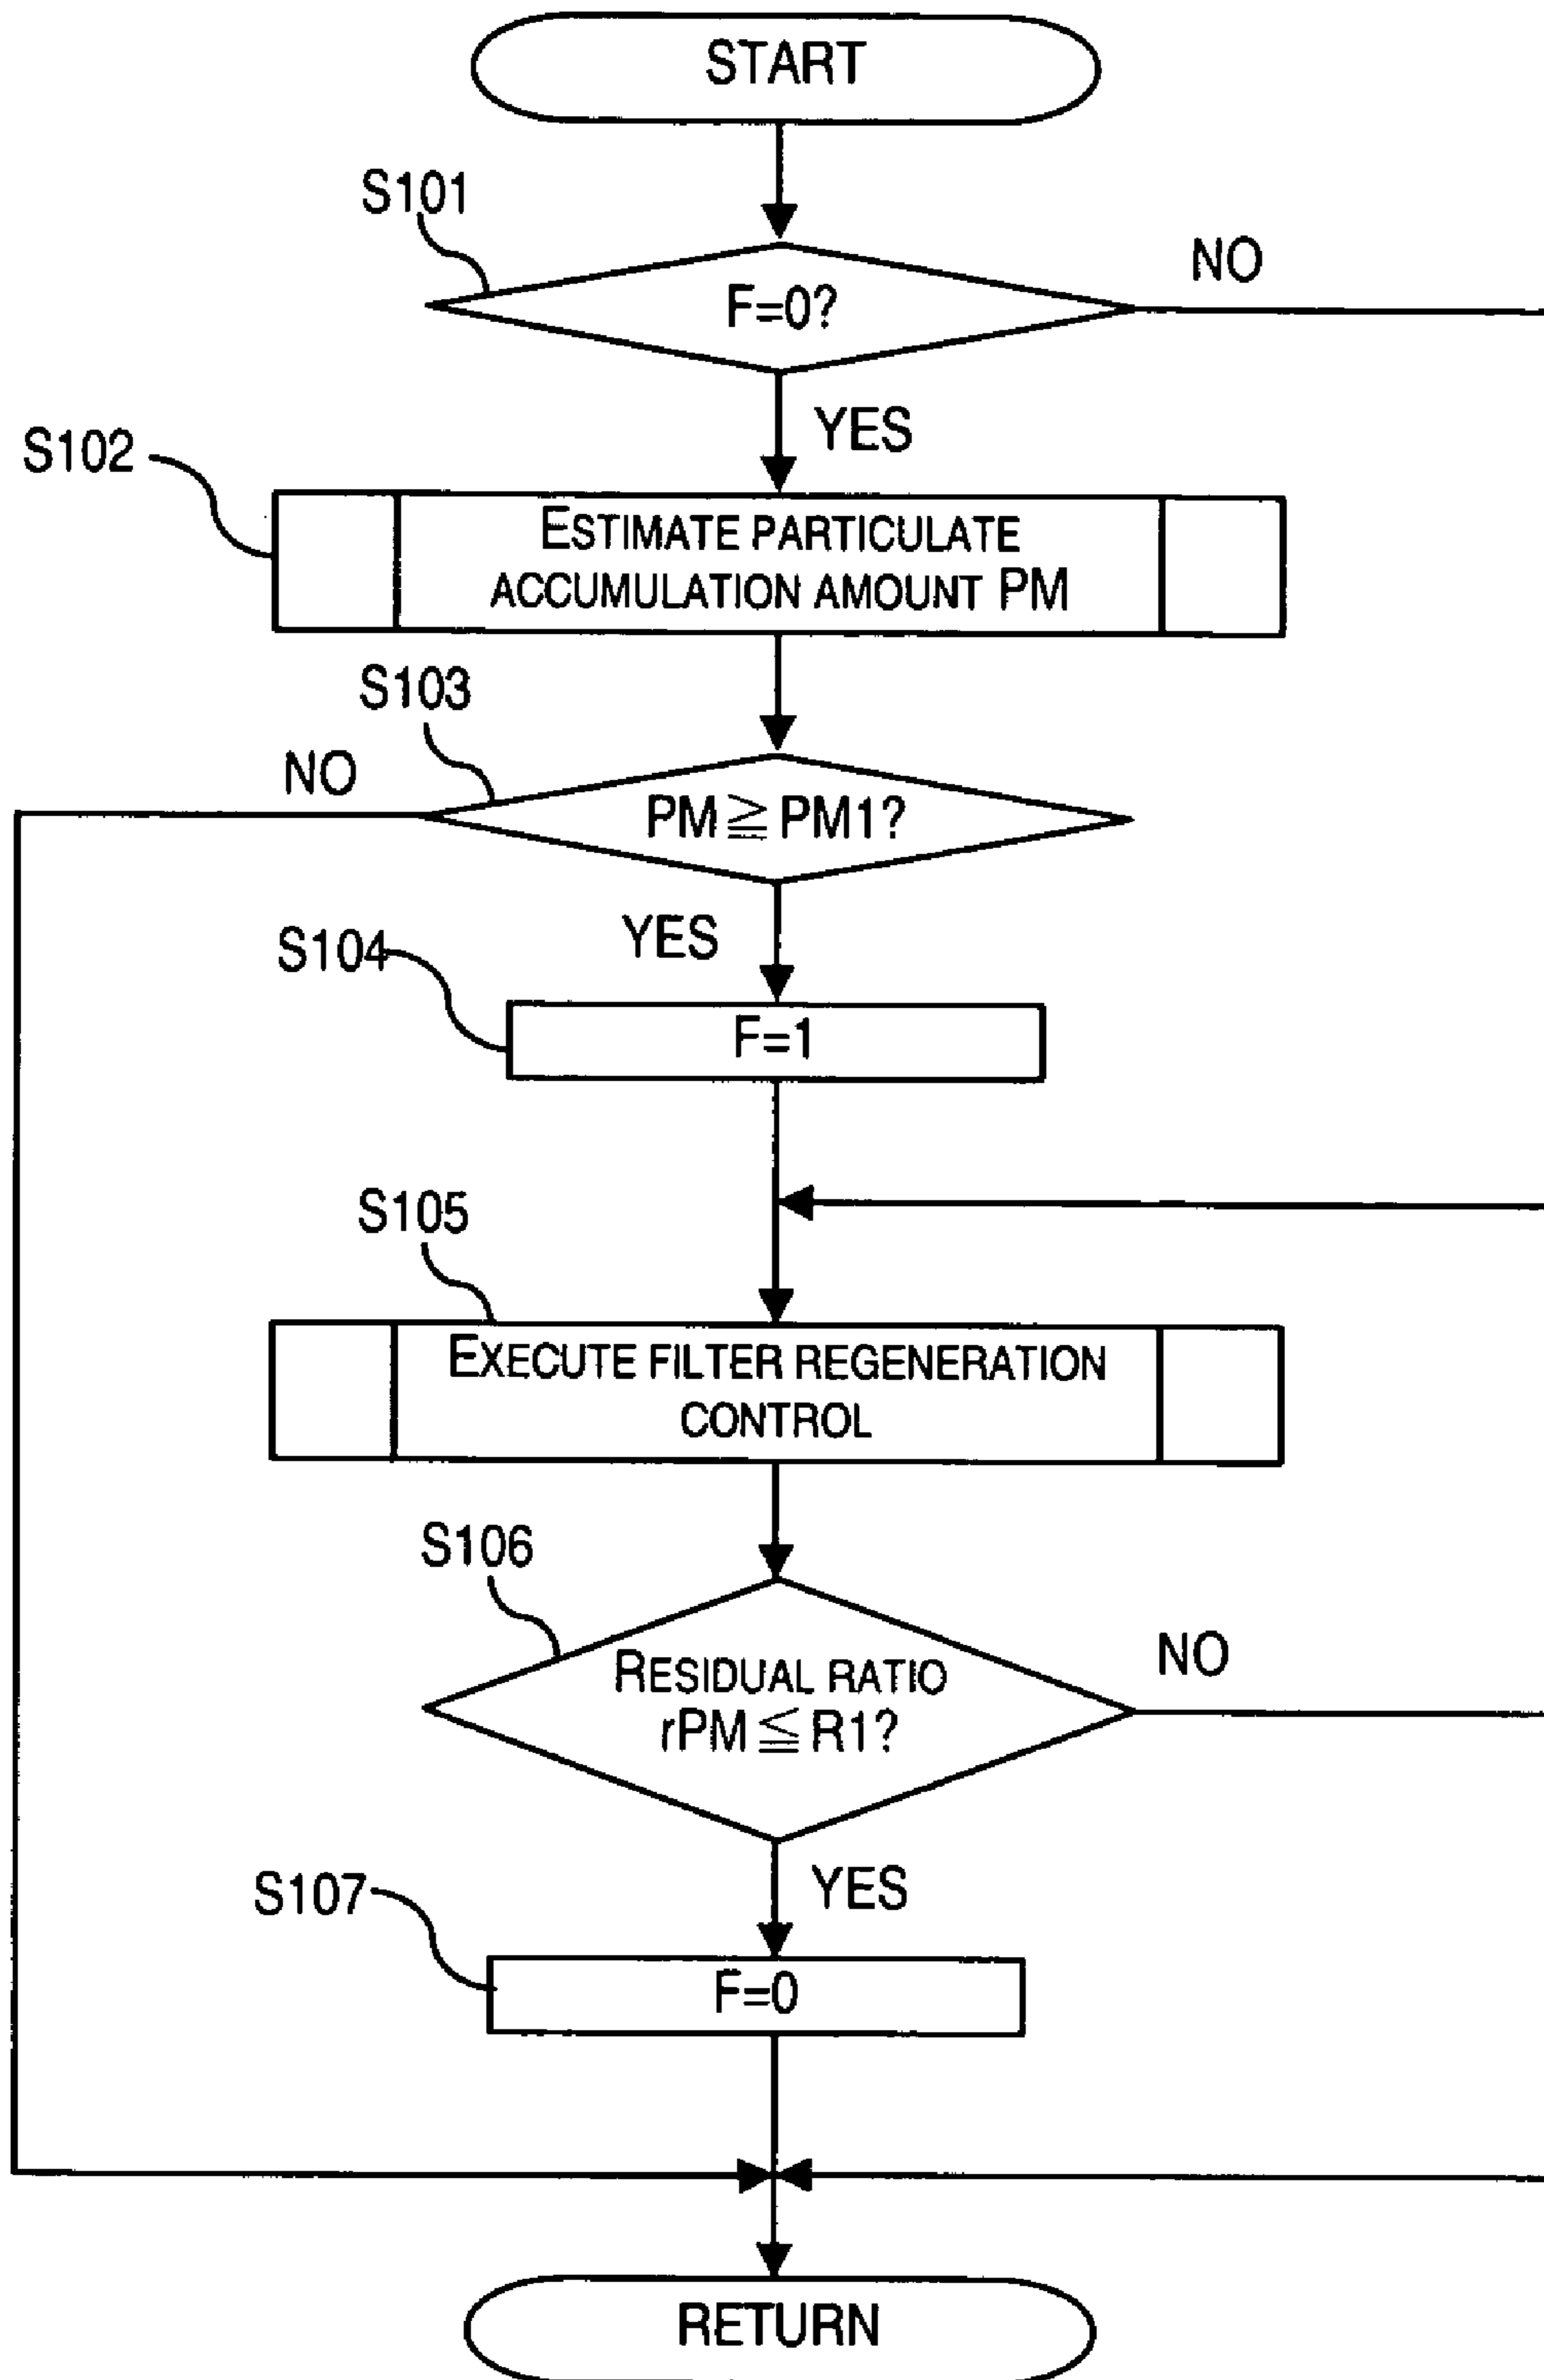 START
S101
F=0?
NO
YES
S102
ESTIMATE PARTICULATE
ACCUMULATION AMOUNT PM
S103
NO
PM ≧ PM1?
YES
S104
F=1
S105
EXECUTE FILTER REGENERATION
CONTROL
S106
RESIDUAL RATIO
rPM ≦ R1?
NO
YES
S107
F=0
RETURN